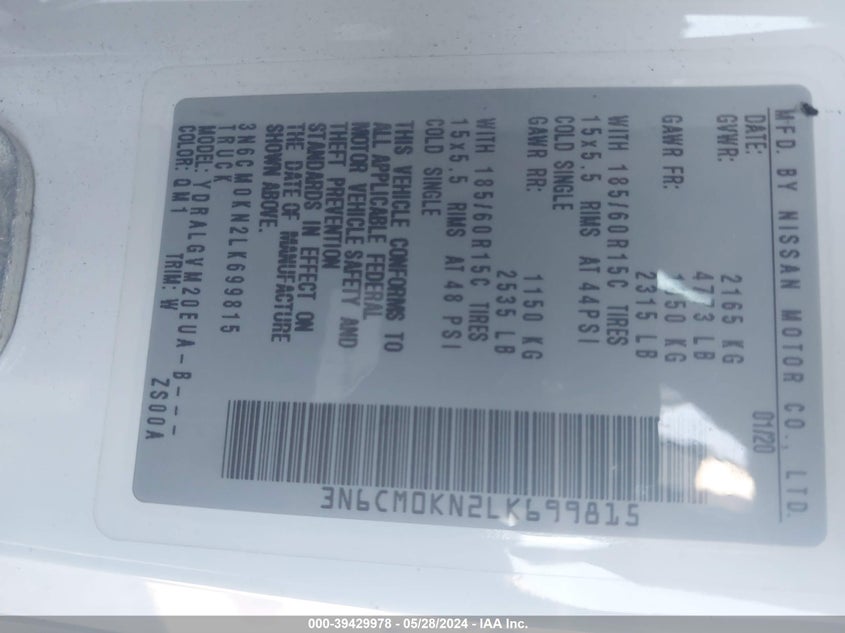 MFD. BY NISSAN MOTOR CO., LTD.
DATE: 01/20
GVWR: 2165 KG
4773 LB
GAWR FR: 1050 KG
2315 LB
WITH 185/60R15C TIRES
15x5.5 RIMS AT 44PSI
COLD SINGLE
GAWR RR: 1150 KG
2535 LB
WITH 185/60R15C TIRES
15x5.5 RIMS AT 48 PSI
COLD SINGLE
THIS VEHICLE CONFORMS TO
ALL APPLICABLE FEDERAL
MOTOR VEHICLE SAFETY AND
THEFT PREVENTION
STANDARDS IN EFFECT ON
THE DATE OF MANUFACTURE
SHOWN ABOVE.
3N6CM0KN2LK699815
TRUCK
MODEL: YDRALGVM20EUA-B---
COLOR: QM1 TRIM: W ZS00A
3N6CM0KN2LK699815
000-39429978 - 05/28/2024 - IAA Inc.